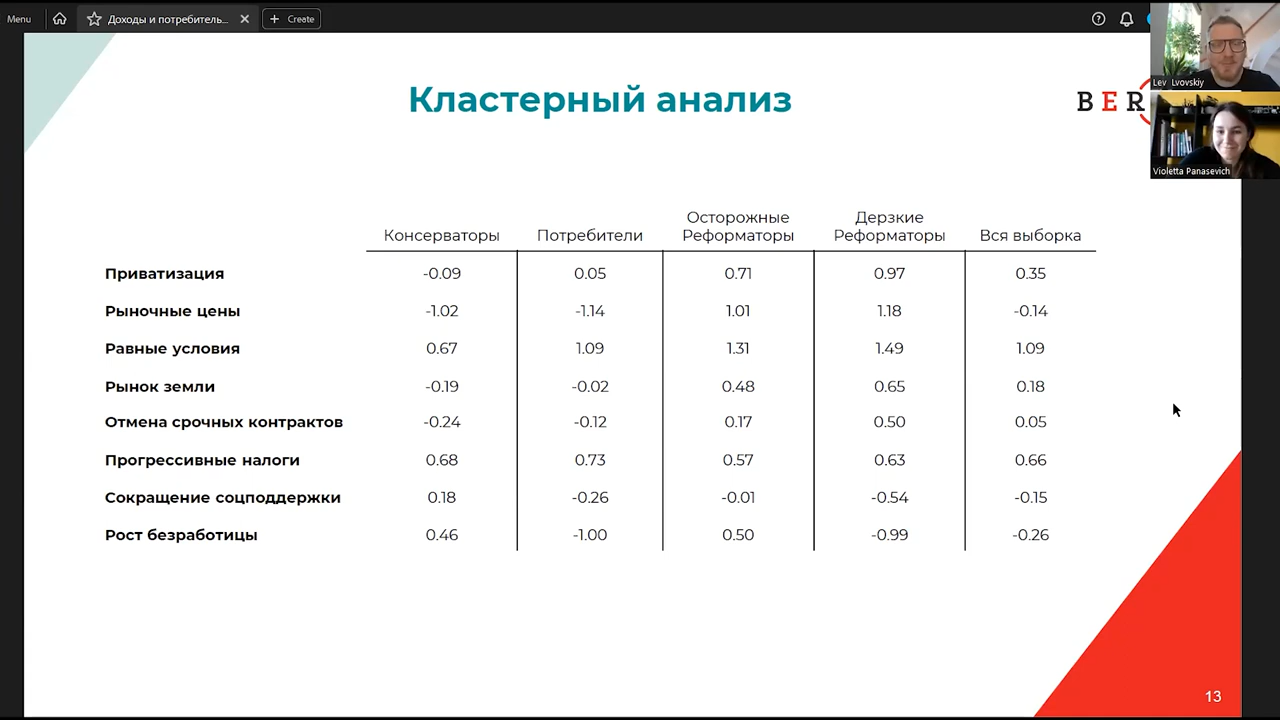 Menu
Доходы и потребитель...
Create
Кластерный анализ
BER
Lev Lvovskiy
Violetta Panasevich
Осторожные Дерзкие
Консерваторы Потребители Реформаторы Реформаторы Вся выборка
Приватизация -0.09 0.05 0.71 0.97 0.35
Рыночные цены -1.02 -1.14 1.01 1.18 -0.14
Равные условия 0.67 1.09 1.31 1.49 1.09
Рынок земли -0.19 -0.02 0.48 0.65 0.18
Отмена срочных контрактов -0.24 -0.12 0.17 0.50 0.05
Прогрессивные налоги 0.68 0.73 0.57 0.63 0.66
Сокращение соцподдержки 0.18 -0.26 -0.01 -0.54 -0.15
Рост безработицы 0.46 -1.00 0.50 -0.99 -0.26
13